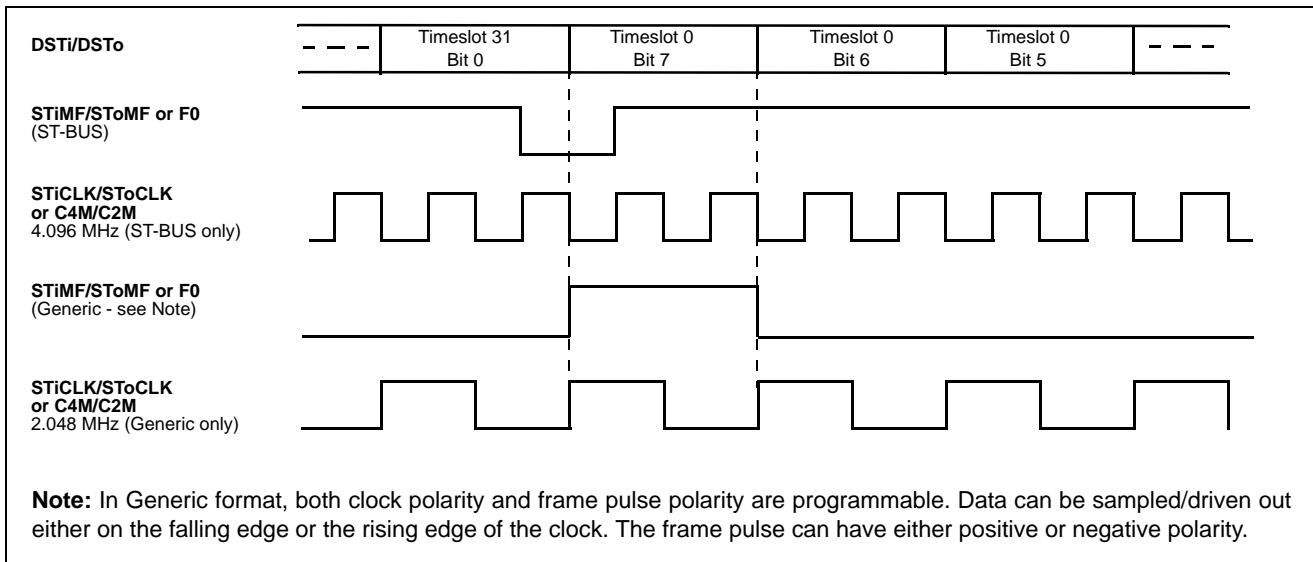 DSTi/DSTo
Timeslot 31
Bit 0
Timeslot 0
Bit 7
Timeslot 0
Bit 6
Timeslot 0
Bit 5
STiMF/SToMF or F0
(ST-BUS)
STiCLK/SToCLK
or C4M/C2M
4.096 MHz (ST-BUS only)
STiMF/SToMF or F0
(Generic - see Note)
STiCLK/SToCLK
or C4M/C2M
2.048 MHz (Generic only)
Note: In Generic format, both clock polarity and frame pulse polarity are programmable. Data can be sampled/driven out
either on the falling edge or the rising edge of the clock. The frame pulse can have either positive or negative polarity.